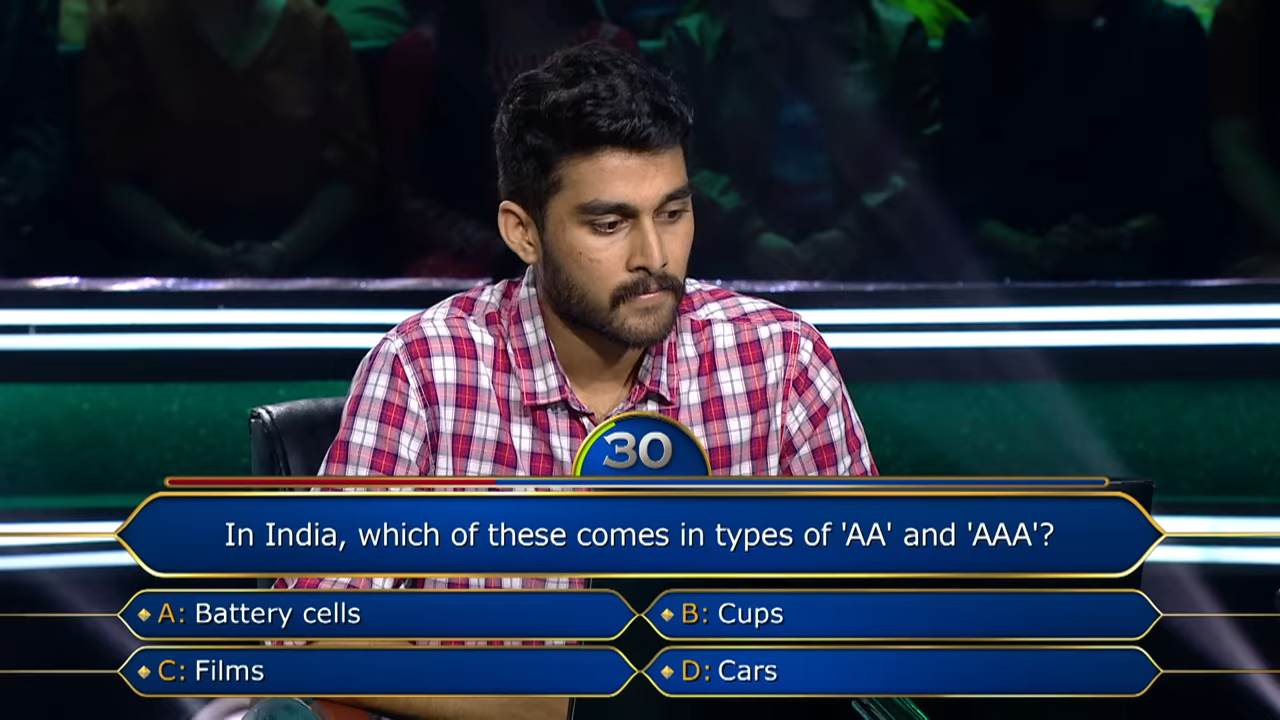 30
In India, which of these comes in types of 'AA' and 'AAA'?
A: Battery cells
B: Cups
C: Films
D: Cars